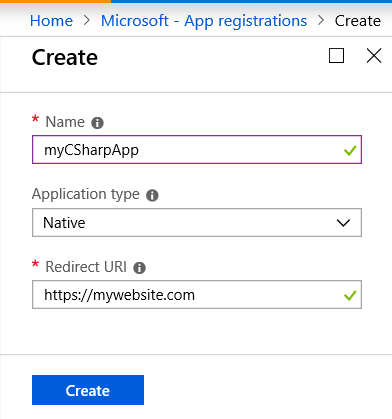 Home > Microsoft - App registrations > Create
Create
* Name
myCSharpApp
Application type
Native
* Redirect URI
https://mywebsite.com
Create